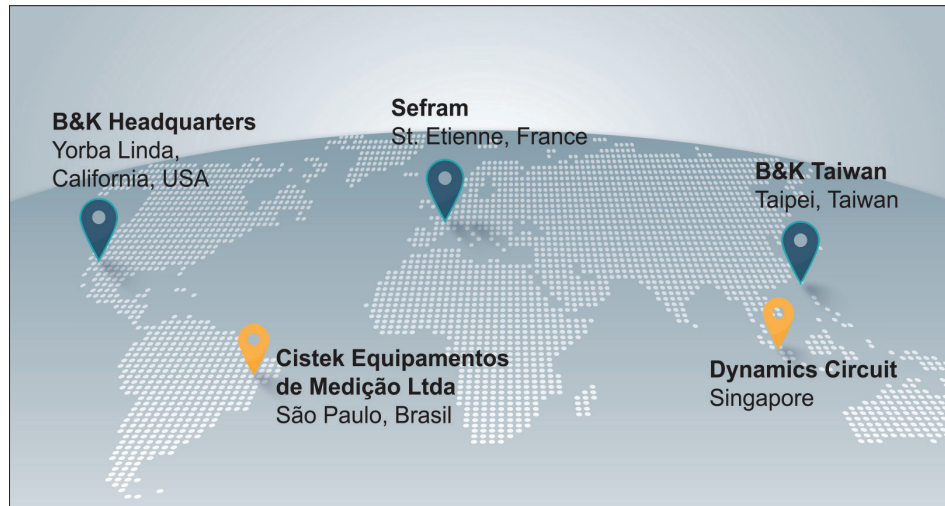 B&K Headquarters
Yorba Linda,
California, USA
Sefram
St. Etienne, France
B&K Taiwan
Taipei, Taiwan
Cistek Equipamentos
de Medição Ltda
São Paulo, Brasil
Dynamics Circuit
Singapore